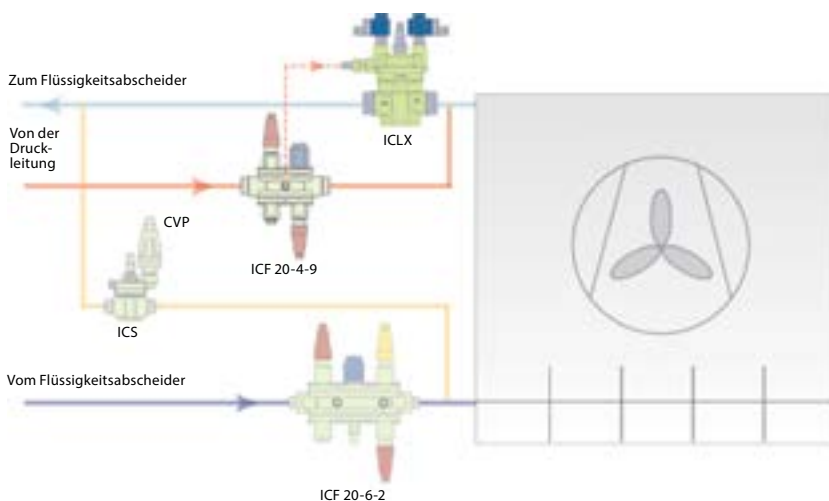 Zum Flüssigkeitsabscheider
ICLX
Von der
Druck-
leitung
CVP
ICF 20-4-9
ICS
Vom Flüssigkeitsabscheider
ICF 20-6-2